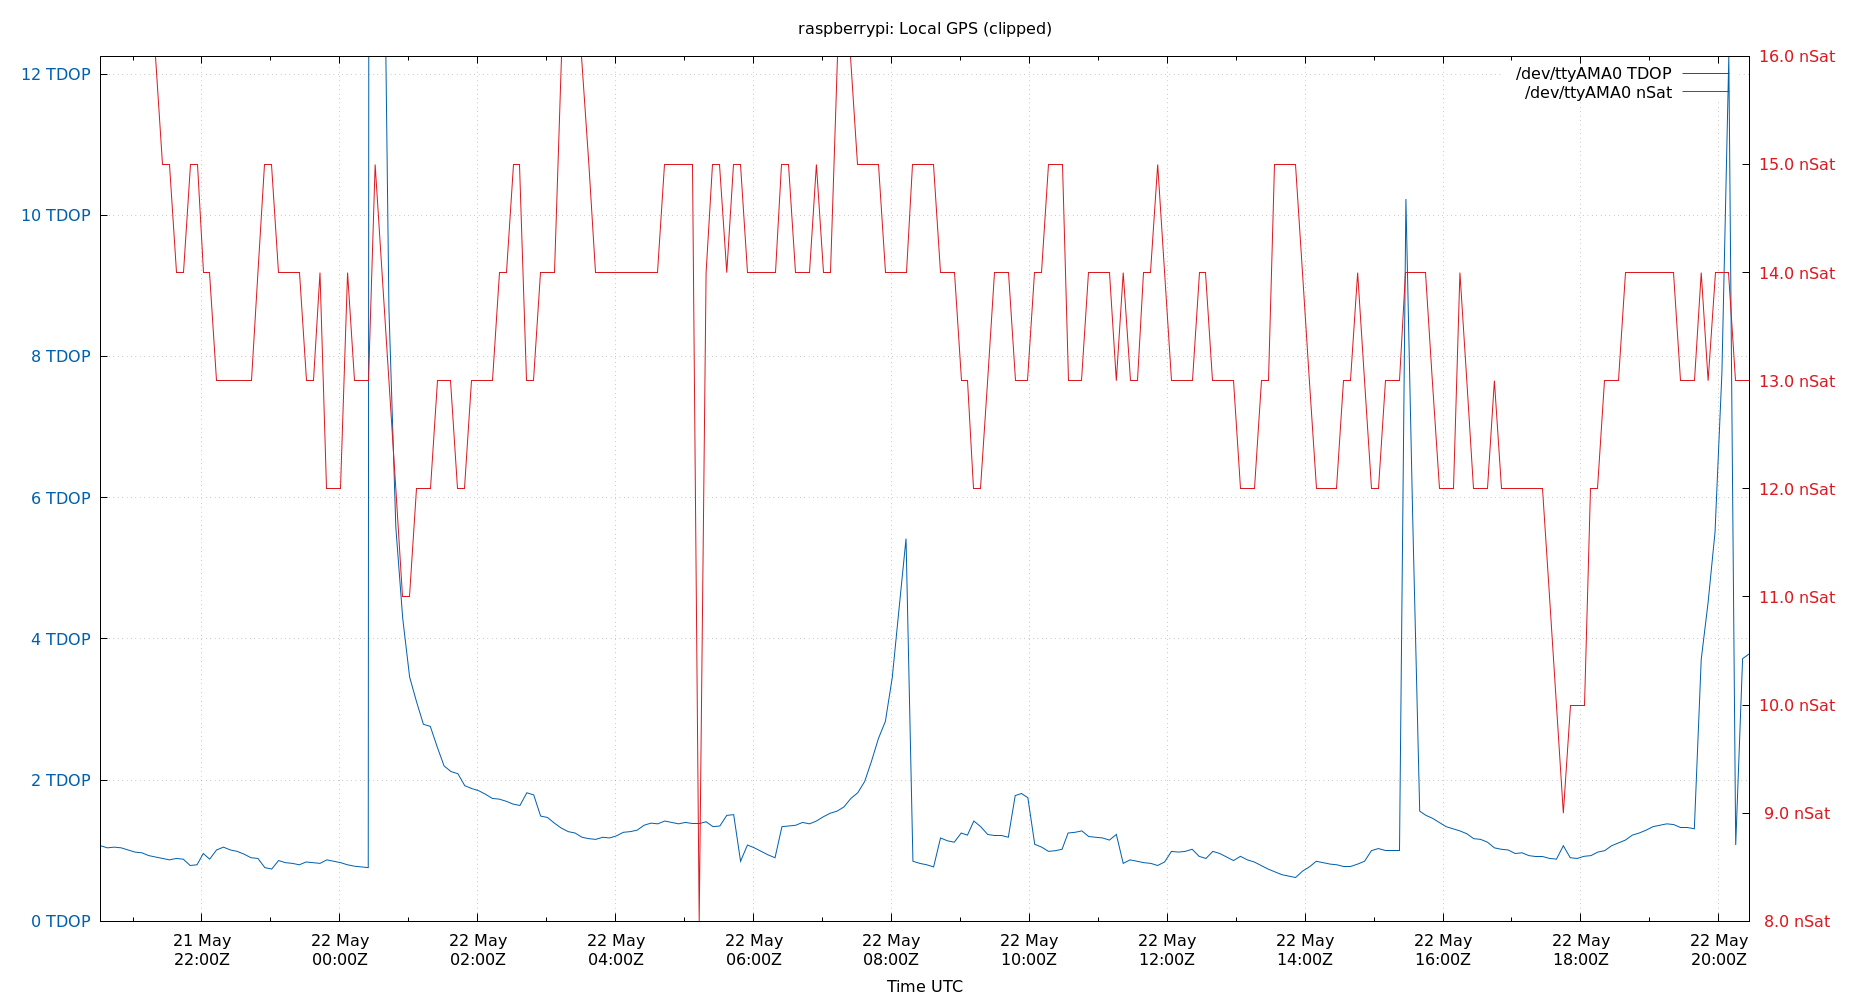 raspberrypi: Local GPS (clipped)
12 TDOP
10 TDOP
8 TDOP
6 TDOP
4 TDOP
2 TDOP
0 TDOP
/dev/ttyAMA0 TDOP
/dev/ttyAMA0 nSat
16.0 nSat
15.0 nSat
14.0 nSat
13.0 nSat
12.0 nSat
11.0 nSat
10.0 nSat
9.0 nSat
8.0 nSat
21 May
22:00Z
22 May
00:00Z
22 May
02:00Z
22 May
04:00Z
22 May
06:00Z
22 May
08:00Z
22 May
10:00Z
22 May
12:00Z
22 May
14:00Z
22 May
16:00Z
22 May
18:00Z
22 May
20:00Z
Time UTC